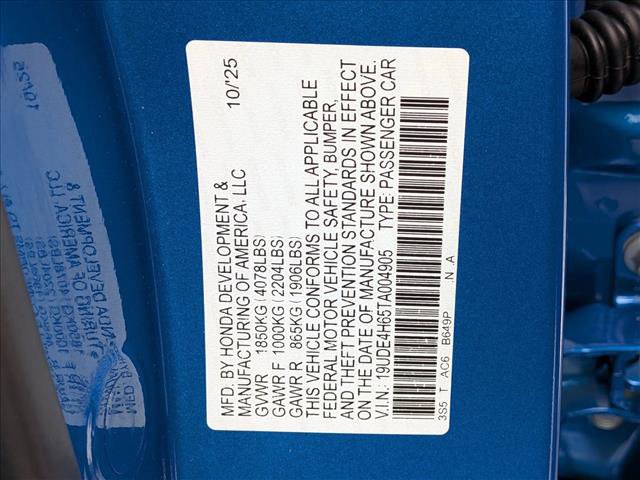 MFD. BY HONDA DEVELOPMENT & 10/'25
MANUFACTURING OF AMERICA, LLC
GVWR 1850KG(4078LBS)
GAWR F 1000KG(2204LBS)
GAWR R 865KG(1906LBS)
THIS VEHICLE CONFORMS TO ALL APPLICABLE
FEDERAL MOTOR VEHICLE SAFETY, BUMPER,
AND THEFT PREVENTION STANDARDS IN EFFECT
ON THE DATE OF MANUFACTURE SHOWN ABOVE.
V.I.N.: 19UDE4H65TA004905 TYPE: PASSENGER CAR
3S5 T AC6 B649P .N .A